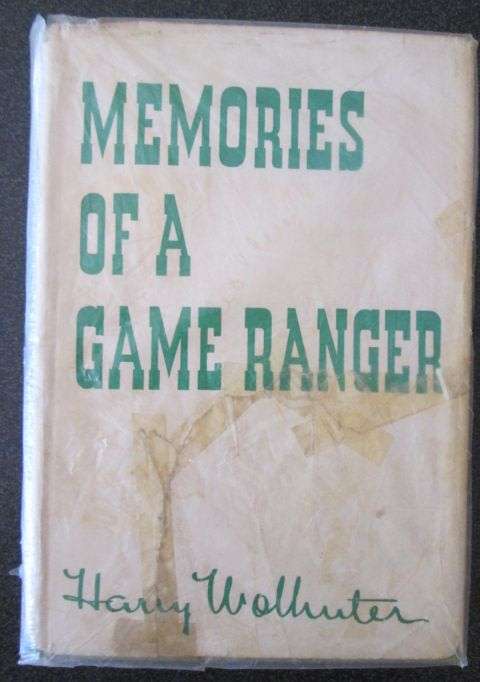 MEMORIES
OF A
GAME RANGER
Harry Wolhuter